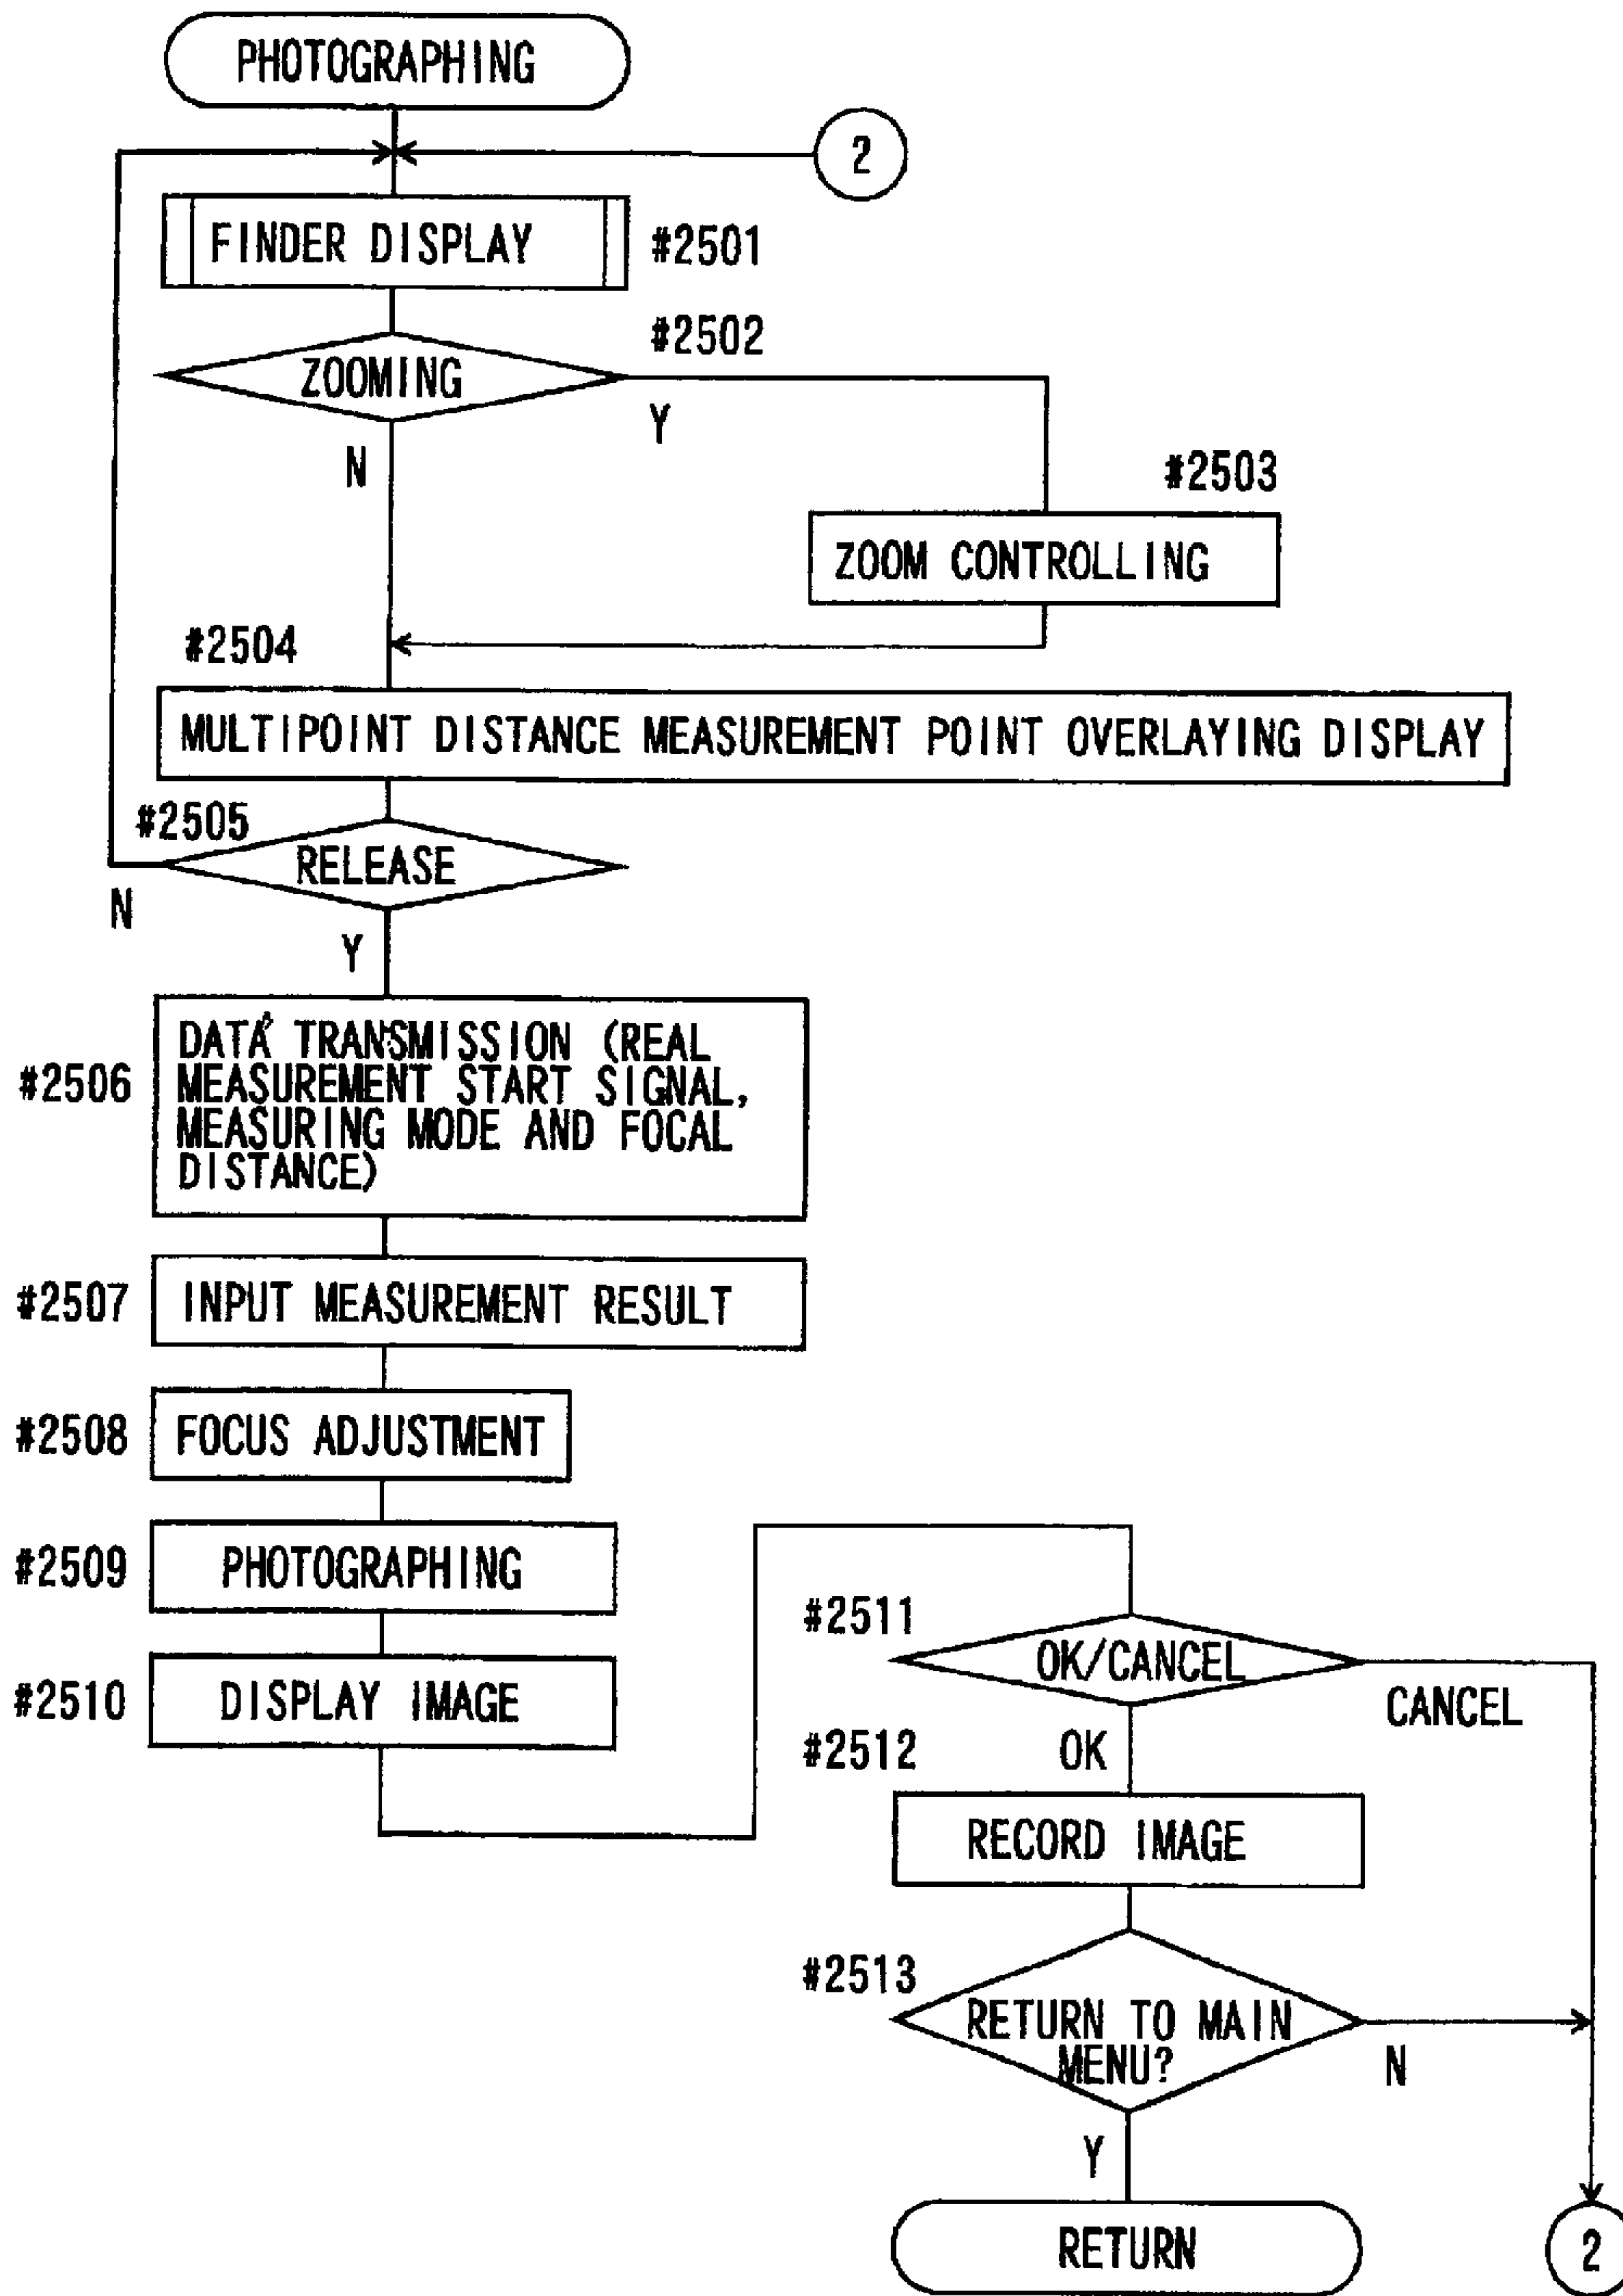 PHOTOGRAPHING
2
FINDER DISPLAY
#2501
#2502
ZOOMING
Y
N
#2503
ZOOM CONTROLLING
#2504
MULTIPOINT DISTANCE MEASUREMENT POINT OVERLAYING DISPLAY
#2505
RELEASE
N
Y
#2506
DATA TRANSMISSION (REAL
MEASUREMENT START SIGNAL,
MEASURING MODE AND FOCAL
DISTANCE)
#2507
INPUT MEASUREMENT RESULT
#2508
FOCUS ADJUSTMENT
#2509
PHOTOGRAPHING
#2510
DISPLAY IMAGE
#2511
OK/CANCEL
CANCEL
OK
#2512
RECORD IMAGE
#2513
RETURN TO MAIN
MENU?
N
Y
RETURN
2